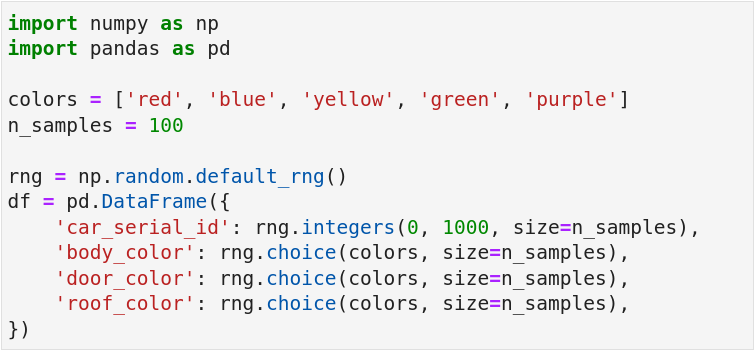 import numpy as np
import pandas as pd

colors = ['red', 'blue', 'yellow', 'green', 'purple']
n_samples = 100

rng = np.random.default_rng()
df = pd.DataFrame({
    'car_serial_id': rng.integers(0, 1000, size=n_samples),
    'body_color': rng.choice(colors, size=n_samples),
    'door_color': rng.choice(colors, size=n_samples),
    'roof_color': rng.choice(colors, size=n_samples),
})